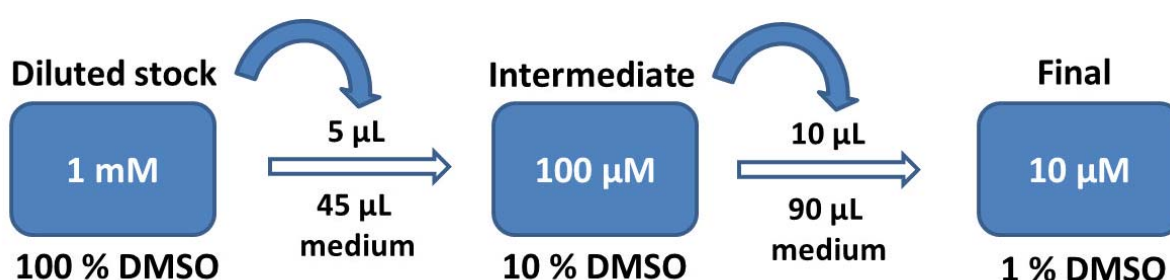 Diluted stock
1 mM
100 % DMSO
5 µL
45 µL
medium
Intermediate
100 µM
10 % DMSO
10 µL
90 µL
medium
Final
10 µM
1 % DMSO